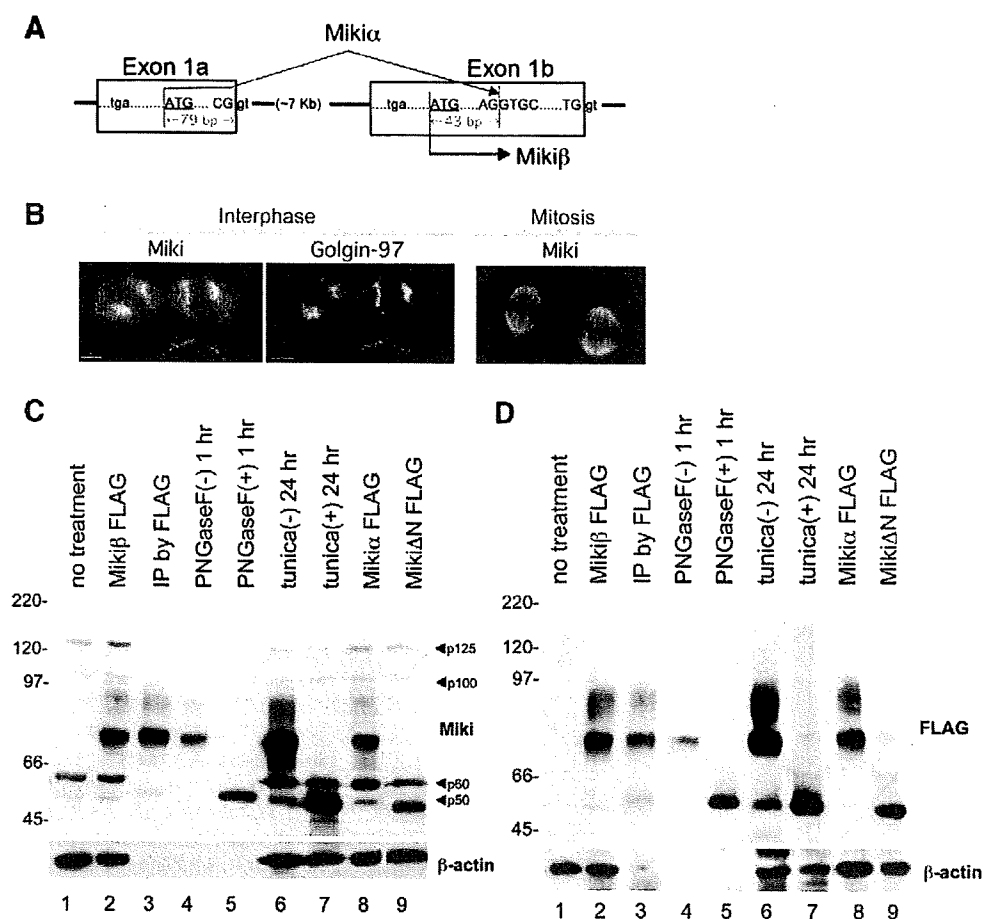 A
Mikiα
Exon 1a
Exon 1b
tga..........ATG.... CG gt
(~7 Kb)
tga..........ATG....AGGTGC.....TG gt
79 bp
43 bp
Mikiβ
B
Interphase
Mitosis
Miki
Golgin-97
Miki
C
no treatment
Mikiβ FLAG
IP by FLAG
PNGaseF(-) 1 hr
PNGaseF(+) 1 hr
tunica(-) 24 hr
tunica(+) 24 hr
Mikiα FLAG
MikiΔN FLAG
220-
120-
97-
66-
45-
p125
p100
Miki
p60
p50
β-actin
1 2 3 4 5 6 7 8 9
D
no treatment
Mikiβ FLAG
IP by FLAG
PNGaseF(-) 1 hr
PNGaseF(+) 1 hr
tunica(-) 24 hr
tunica(+) 24 hr
Mikiα FLAG
MikiΔN FLAG
220-
120-
97-
66-
45-
FLAG
β-actin
1 2 3 4 5 6 7 8 9